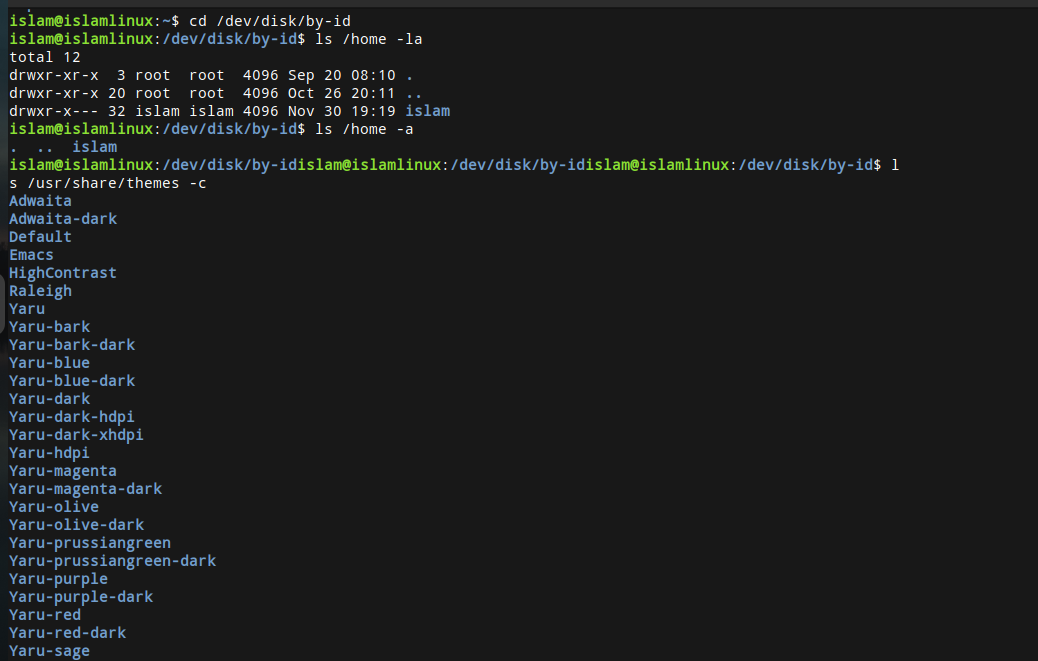 islam@islamlinux:~$ cd /dev/disk/by-id
islam@islamlinux:/dev/disk/by-id$ ls /home -la
total 12
drwxr-xr-x  3 root  root  4096 Sep 20 08:10 .
drwxr-xr-x 20 root  root  4096 Oct 26 20:11 ..
drwxr-x--- 32 islam islam 4096 Nov 30 19:19 islam
islam@islamlinux:/dev/disk/by-id$ ls /home -a
.  ..  islam
islam@islamlinux:/dev/disk/by-idislam@islamlinux:/dev/disk/by-idislam@islamlinux:/dev/disk/by-id$ l
s /usr/share/themes -c
Adwaita
Adwaita-dark
Default
Emacs
HighContrast
Raleigh
Yaru
Yaru-bark
Yaru-bark-dark
Yaru-blue
Yaru-blue-dark
Yaru-dark
Yaru-dark-hdpi
Yaru-dark-xhdpi
Yaru-hdpi
Yaru-magenta
Yaru-magenta-dark
Yaru-olive
Yaru-olive-dark
Yaru-prussiangreen
Yaru-prussiangreen-dark
Yaru-purple
Yaru-purple-dark
Yaru-red
Yaru-red-dark
Yaru-sage